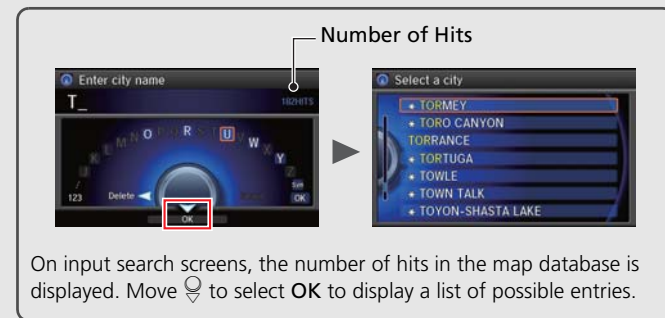 Number of Hits
Enter city name
T_
182HITS
J K L M N O P Q R S T U V W X Y Z
/
123
Delete
Edit
OK
OK
Select a city
TORMEY
TORO CANYON
TORRANCE
TORTUGA
TOWLE
TOWN TALK
TOYON-SHASTA LAKE
On input search screens, the number of hits in the map database is
displayed. Move to select OK to display a list of possible entries.